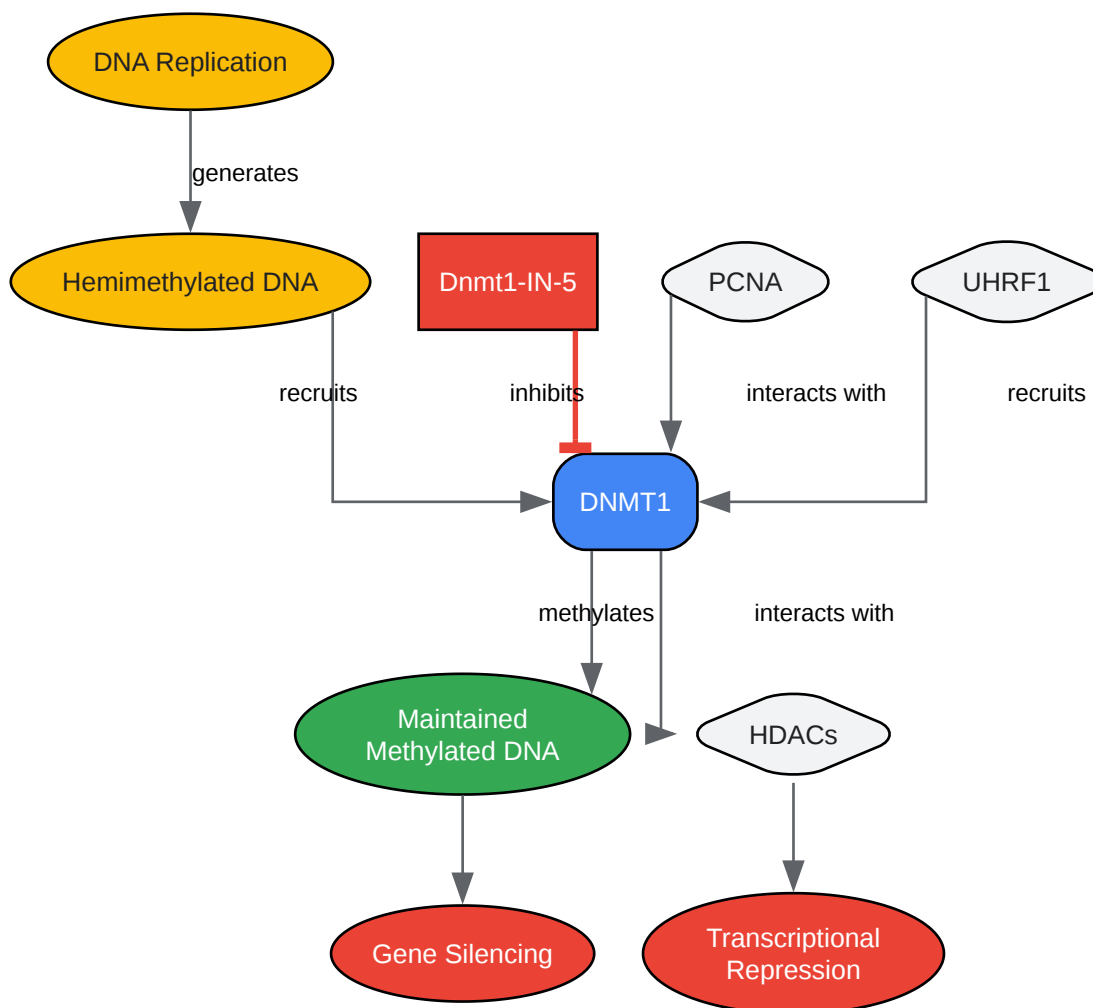 DNA Replication
generates
Hemimethylated DNA
Dnmt1-IN-5
PCNA
UHRF1
recruits
inhibits
interacts with
recruits
DNMT1
methylates
interacts with
Maintained
Methylated DNA
HDACs
Gene Silencing
Transcriptional
Repression